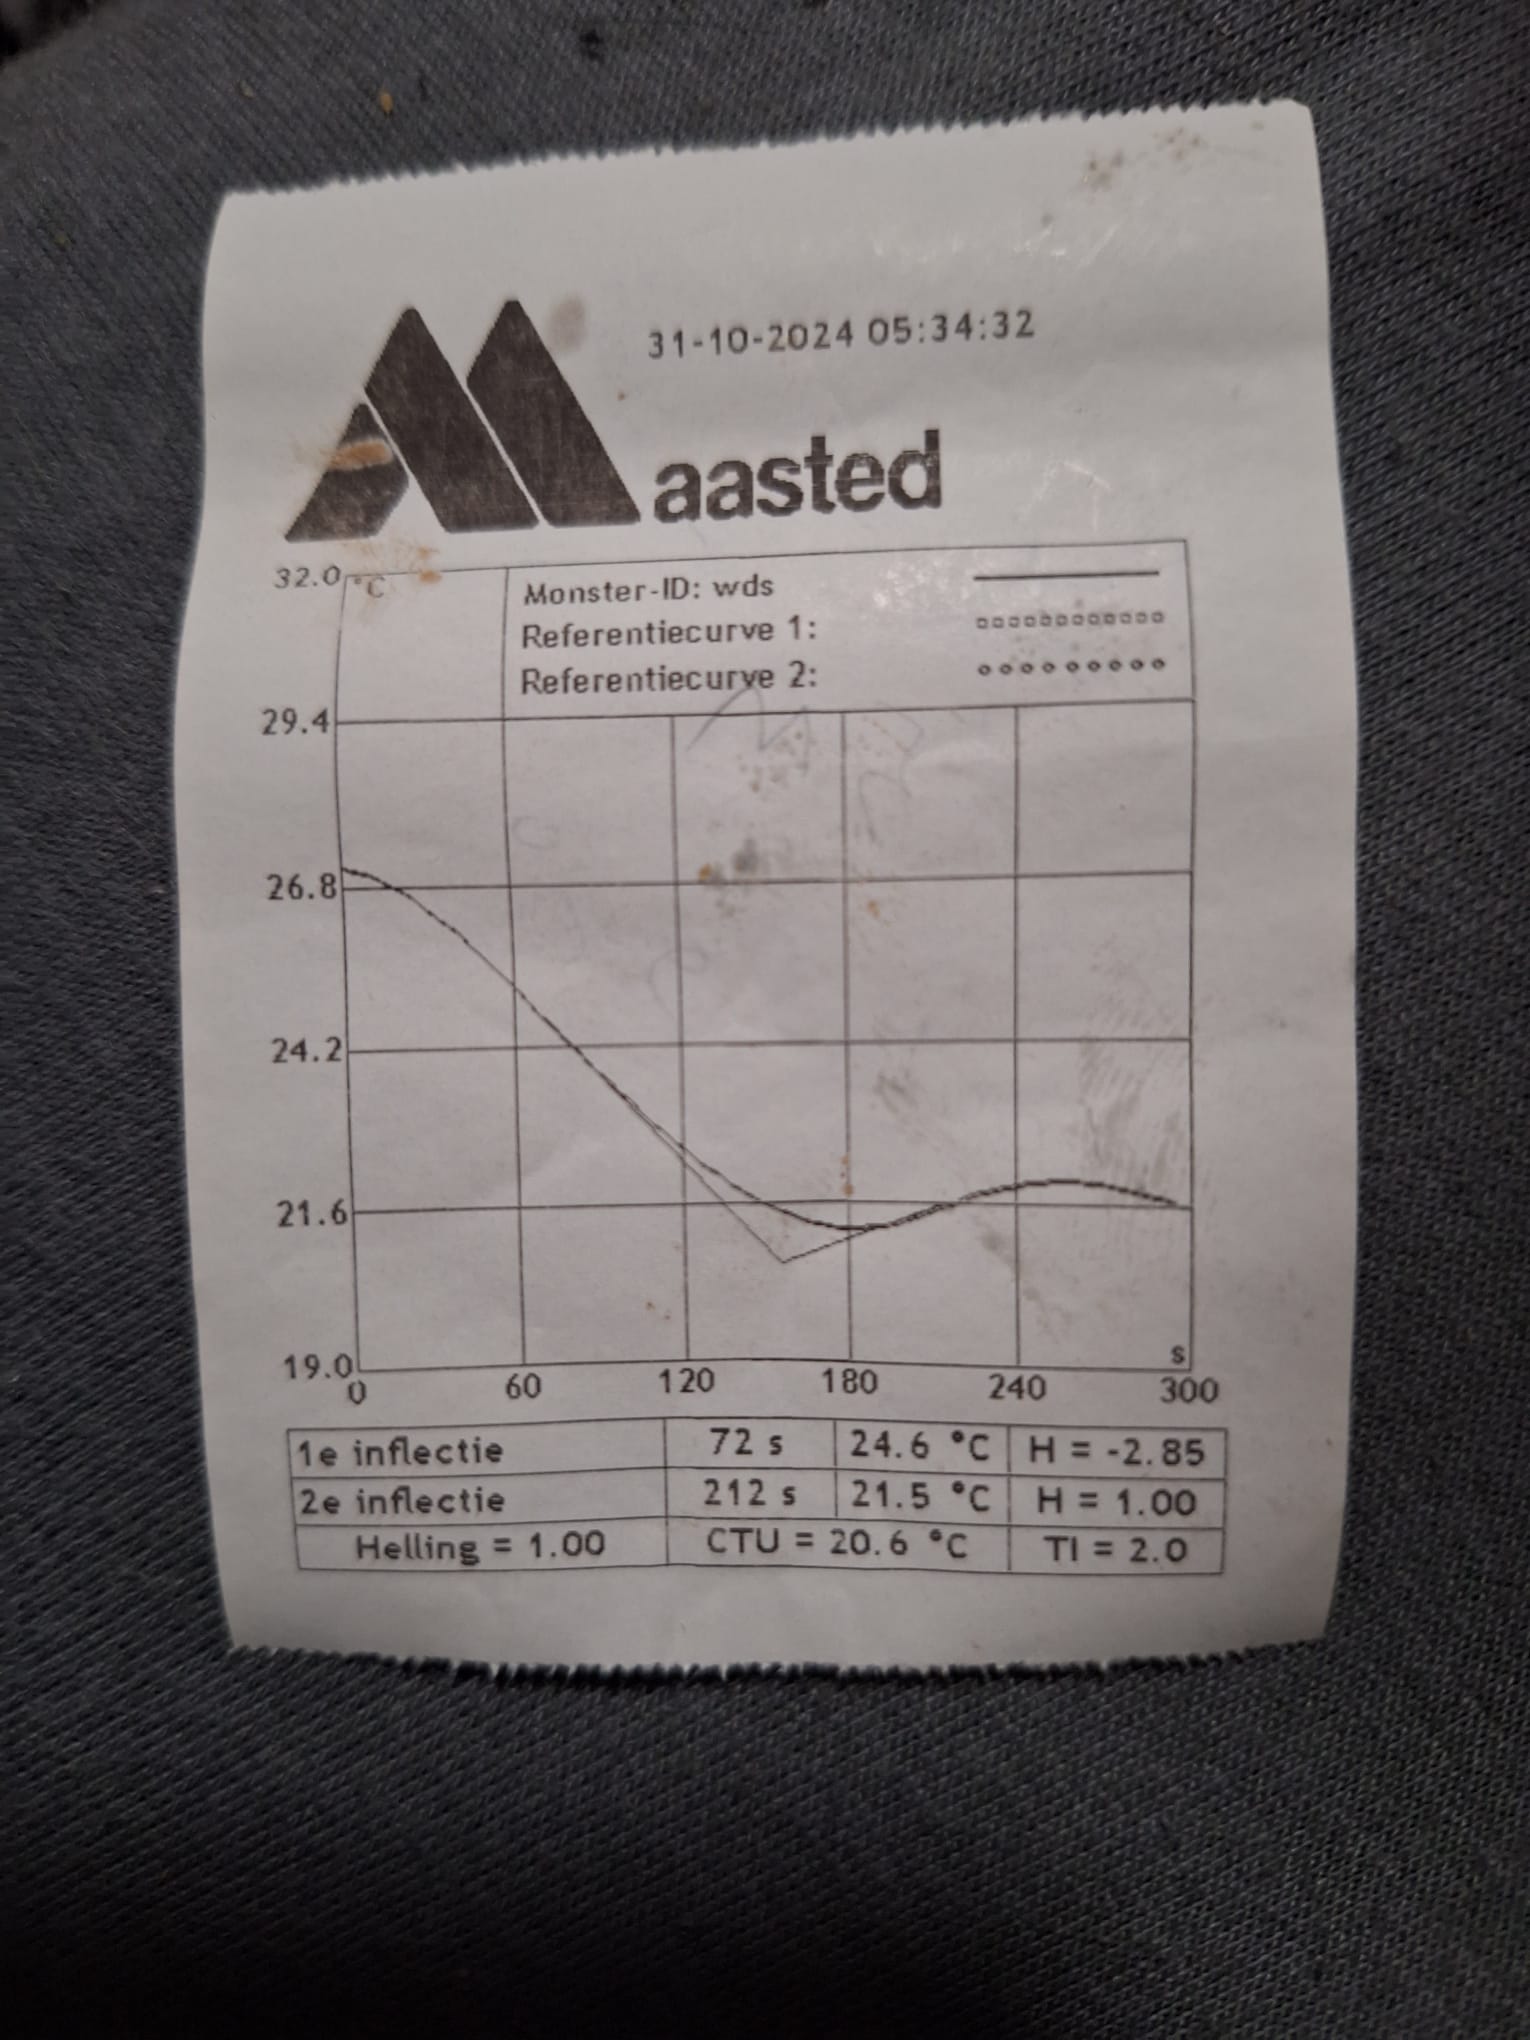 31-10-2024 05:34:32
aasted
32.0 °C
Monster-ID: wds
Referentiecurve 1:
Referentiecurve 2:
29.4
26.8
24.2
21.6
19.0
s
0 60 120 180 240 300
1e inflectie 72 s 24.6 °C H = -2.85
2e inflectie 212 s 21.5 °C H = 1.00
Helling = 1.00 CTU = 20.6 °C TI = 2.0